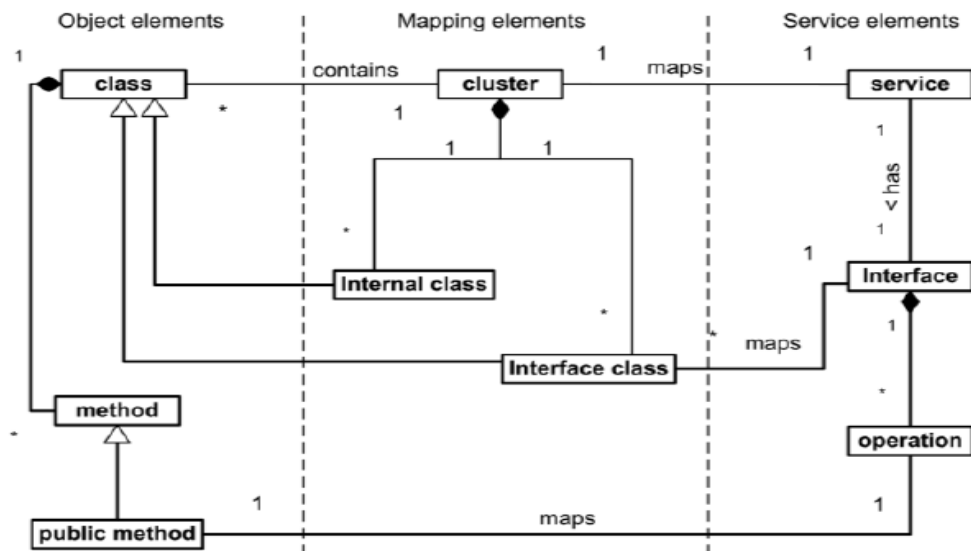 Object elements
Mapping elements
Service elements
1
1
1
class
contains
cluster
maps
service
*
1
1
1
1
< has
*
1
1
Internal class
Interface
*
*
maps
1
Interface class
*
method
*
operation
1
1
public method
maps